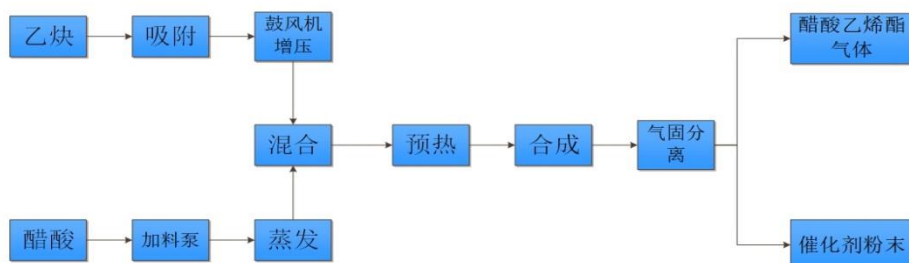 乙炔
吸附
鼓风机
增压
醋酸乙烯酯
气体
混合
预热
合成
气固分
离
醋酸
加料泵
蒸发
催化剂粉末